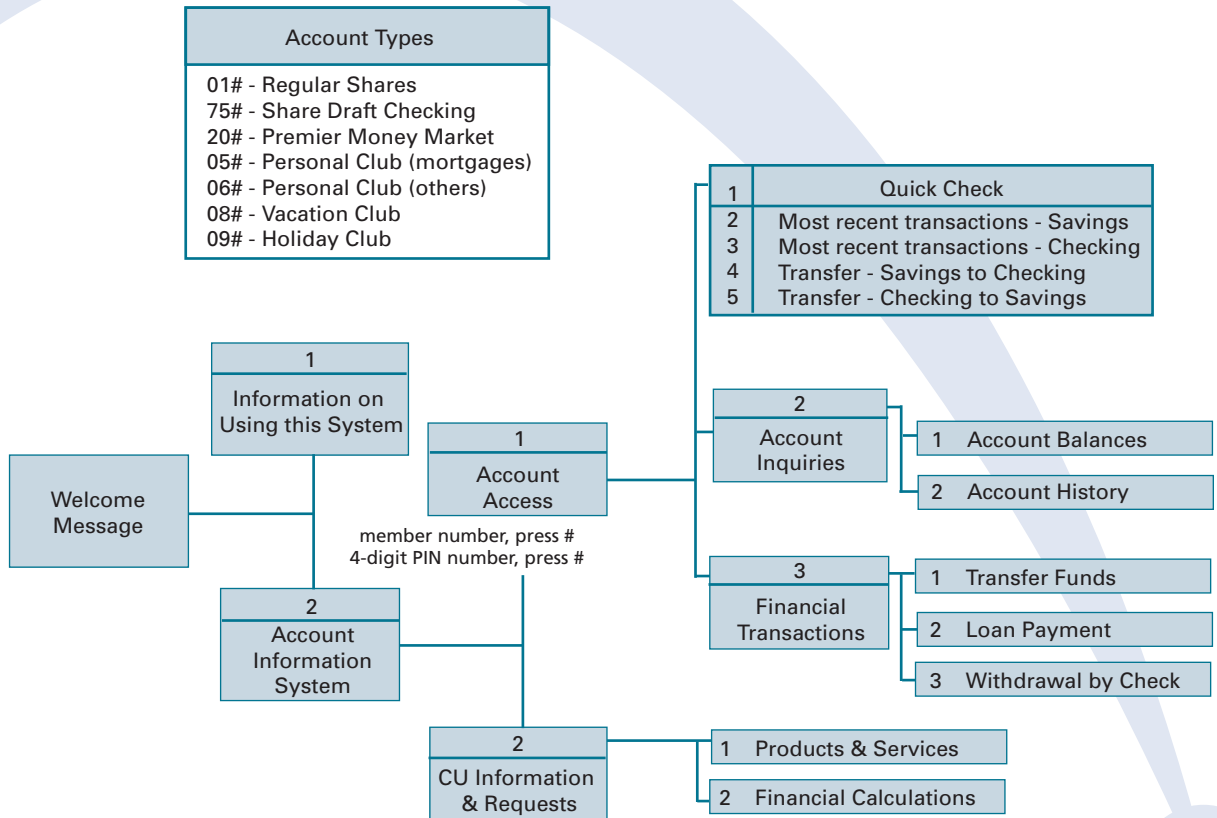 Account Types
01# - Regular Shares
75# - Share Draft Checking
20# - Premier Money Market
05# - Personal Club (mortgages)
06# - Personal Club (others)
08# - Vacation Club
09# - Holiday Club
1 Quick Check
2 Most recent transactions - Savings
3 Most recent transactions - Checking
4 Transfer - Savings to Checking
5 Transfer - Checking to Savings
Welcome
Message
1
Information on
Using this System
2
Account
Information
System
1
Account
Access
member number, press #
4-digit PIN number, press #
2
Account
Inquiries
1 Account Balances
2 Account History
3
Financial
Transactions
1 Transfer Funds
2 Loan Payment
3 Withdrawal by Check
2
CU Information
& Requests
1 Products & Services
2 Financial Calculations